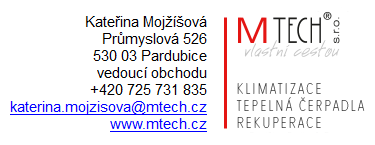 Kateřina Mojžíšová
Průmyslová 526
530 03 Pardubice
vedoucí obchodu
+420 725 731 835
katerina.mojzisova@mtech.cz
www.mtech.cz
M TECH® s.r.o.
vlastní cestou
KLIMATIZACE
TEPELNÁ ČERPADLA
REKUPERACE